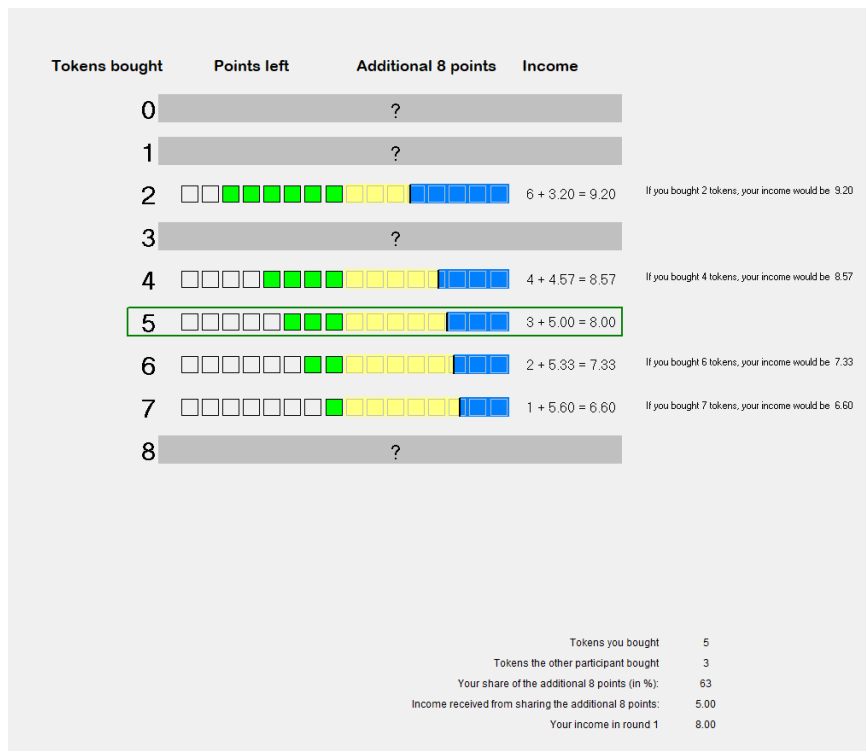 Tokens bought Points left Additional 8 points Income
0 ?
1 ?
2 6 + 3.20 = 9.20 If you bought 2 tokens, your income would be 9.20
3 ?
4 4 + 4.57 = 8.57 If you bought 4 tokens, your income would be 8.57
5 3 + 5.00 = 8.00
6 2 + 5.33 = 7.33 If you bought 6 tokens, your income would be 7.33
7 1 + 5.60 = 6.60 If you bought 7 tokens, your income would be 6.60
8 ?
Tokens you bought 5
Tokens the other participant bought 3
Your share of the additional 8 points (in %): 63
Income received from sharing the additional 8 points: 5.00
Your income in round 1 8.00